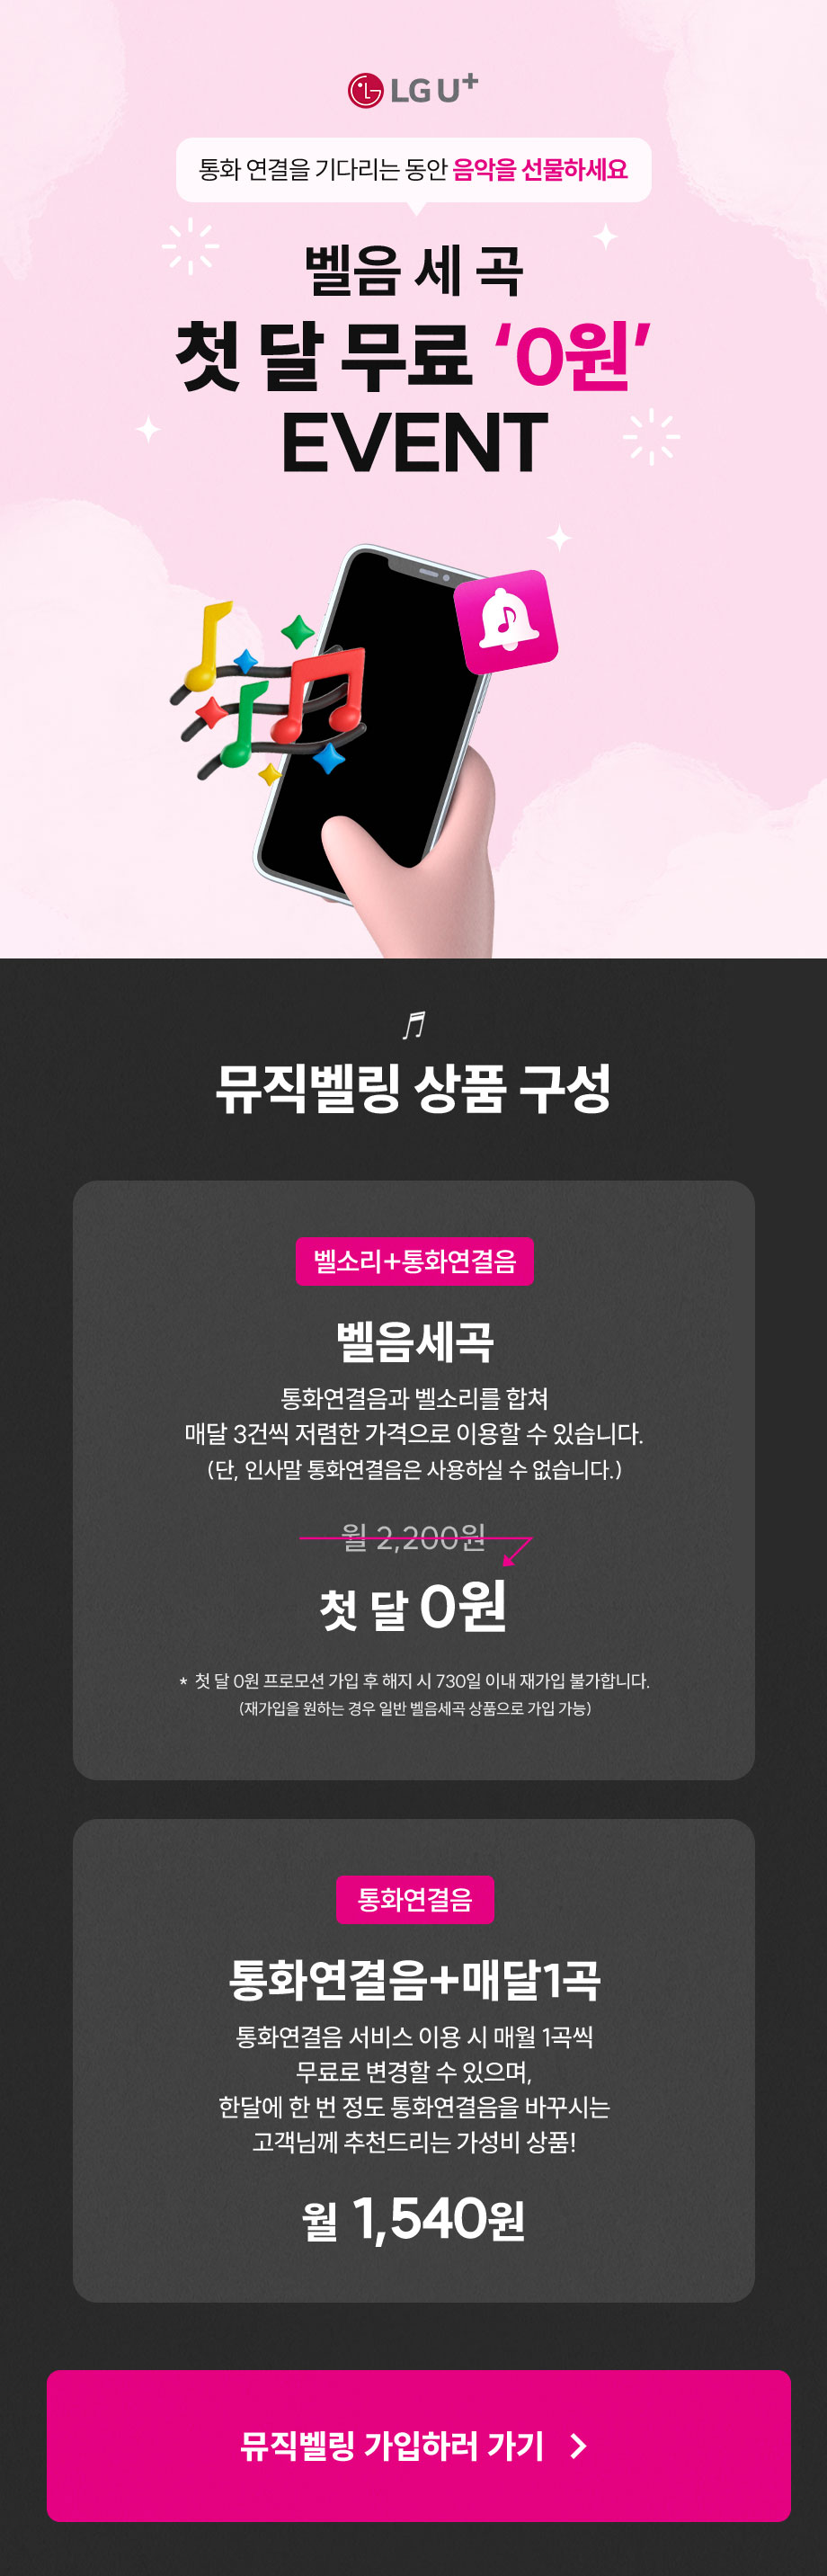 LG U+
통화 연결을 기다리는 동안 음악을 선물하세요
벨음 세 곡
첫 달 무료 ‘0원’
EVENT
뮤직벨링 상품 구성
벨소리+통화연결음
벨음세곡
통화연결음과 벨소리를 합쳐
매달 3건씩 저렴한 가격으로 이용할 수 있습니다.
(단, 인사말 통화연결음은 사용하실 수 없습니다.)
월 2,200원
첫 달 0원
* 첫 달 0원 프로모션 가입 후 해지 시 730일 이내 재가입 불가합니다.
(재가입을 원하는 경우 일반 벨음세곡 상품으로 가입 가능)
통화연결음
통화연결음+매달1곡
통화연결음 서비스 이용 시 매월 1곡씩
무료로 변경할 수 있으며,
한달에 한 번 정도 통화연결음을 바꾸시는
고객님께 추천드리는 가성비 상품!
월 1,540원
뮤직벨링 가입하러 가기 >